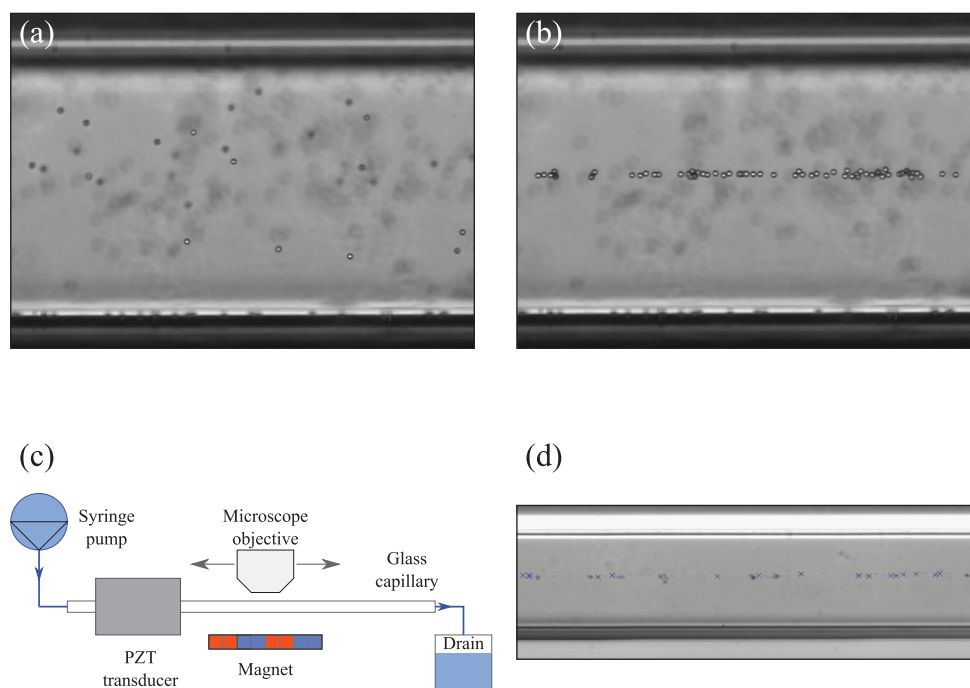 (a)
(b)
(c)
(d)
Syringe
pump
Microscope
objective
Glass
capillary
PZT
transducer
Magnet
Drain